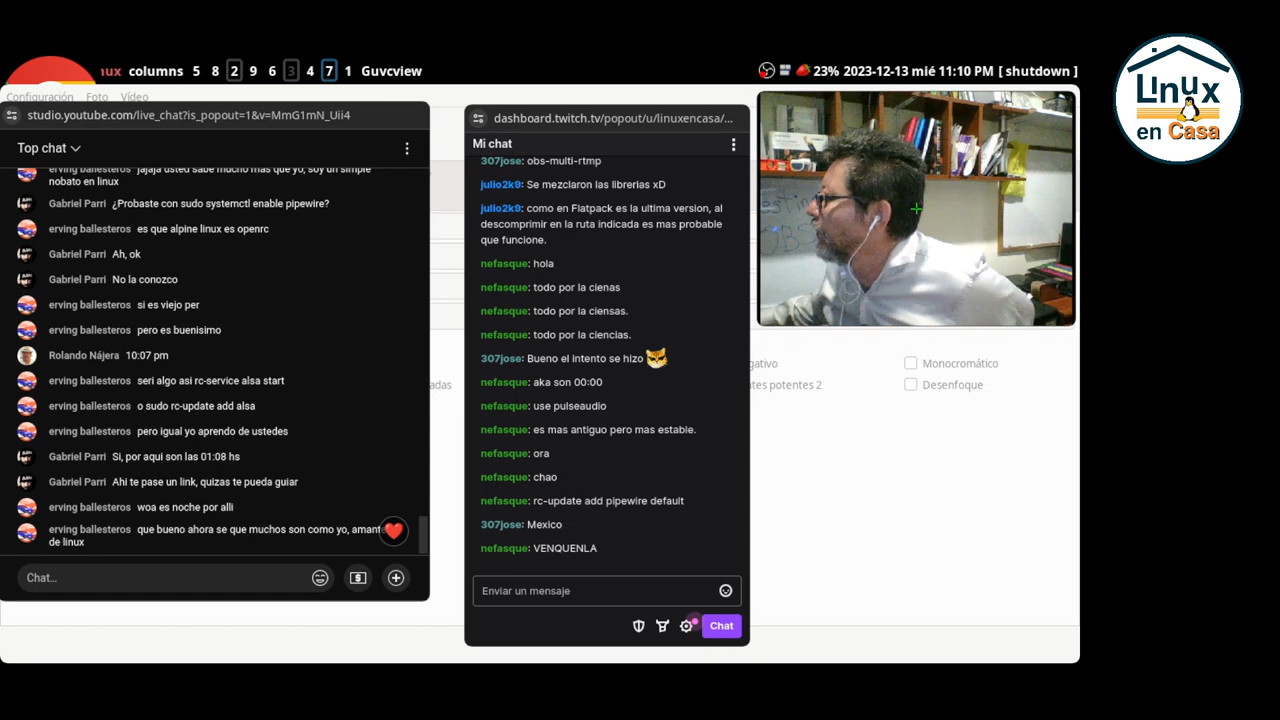 ux columns 5 8 2 9 6 3 4 7 1 Guvcview
23% 2023-12-13 mié 11:10 PM [ shutdown ]
Linux
en Casa
Configuración Foto Vídeo
studio.youtube.com/live_chat?is_popout=1&v=MmG1mN_Uii4
Top chat
erving ballesteros jajaja usted sabe mucho mas que yo, soy un simple
nobato en linux
Gabriel Parri ¿Probaste con sudo systemctl enable pipewire?
erving ballesteros es que alpine linux es openrc
Gabriel Parri Ah, ok
Gabriel Parri No la conozco
erving ballesteros si es viejo per
erving ballesteros pero es buenisimo
Rolando Nájera 10:07 pm
erving ballesteros seri algo asi rc-service alsa start
erving ballesteros o sudo rc-update add alsa
erving ballesteros pero igual yo aprendo de ustedes
Gabriel Parri Si, por aqui son las 01:08 hs
Gabriel Parri Ahi te pase un link, quizas te pueda guiar
erving ballesteros woa es noche por alli
erving ballesteros que bueno ahora se que muchos son como yo, amant
de linux
Chat...
dashboard.twitch.tv/popout/u/linuxencasa/...
Mi chat
307jose: obs-multi-rtmp
julio2k9: Se mezclaron las librerias xD
julio2k9: como en Flatpack es la ultima version, al
descomprimir en la ruta indicada es mas probable
que funcione.
nefasque: hola
nefasque: todo por la cienas
nefasque: todo por la ciensas.
nefasque: todo por la ciencias.
307jose: Bueno el intento se hizo
nefasque: aka son 00:00
nefasque: use pulseaudio
nefasque: es mas antiguo pero mas estable.
nefasque: ora
nefasque: chao
nefasque: rc-update add pipewire default
307jose: Mexico
nefasque: VENQUENLA
Enviar un mensaje
Chat
gativo
Monocromático
adas
tes potentes 2
Desenfoque